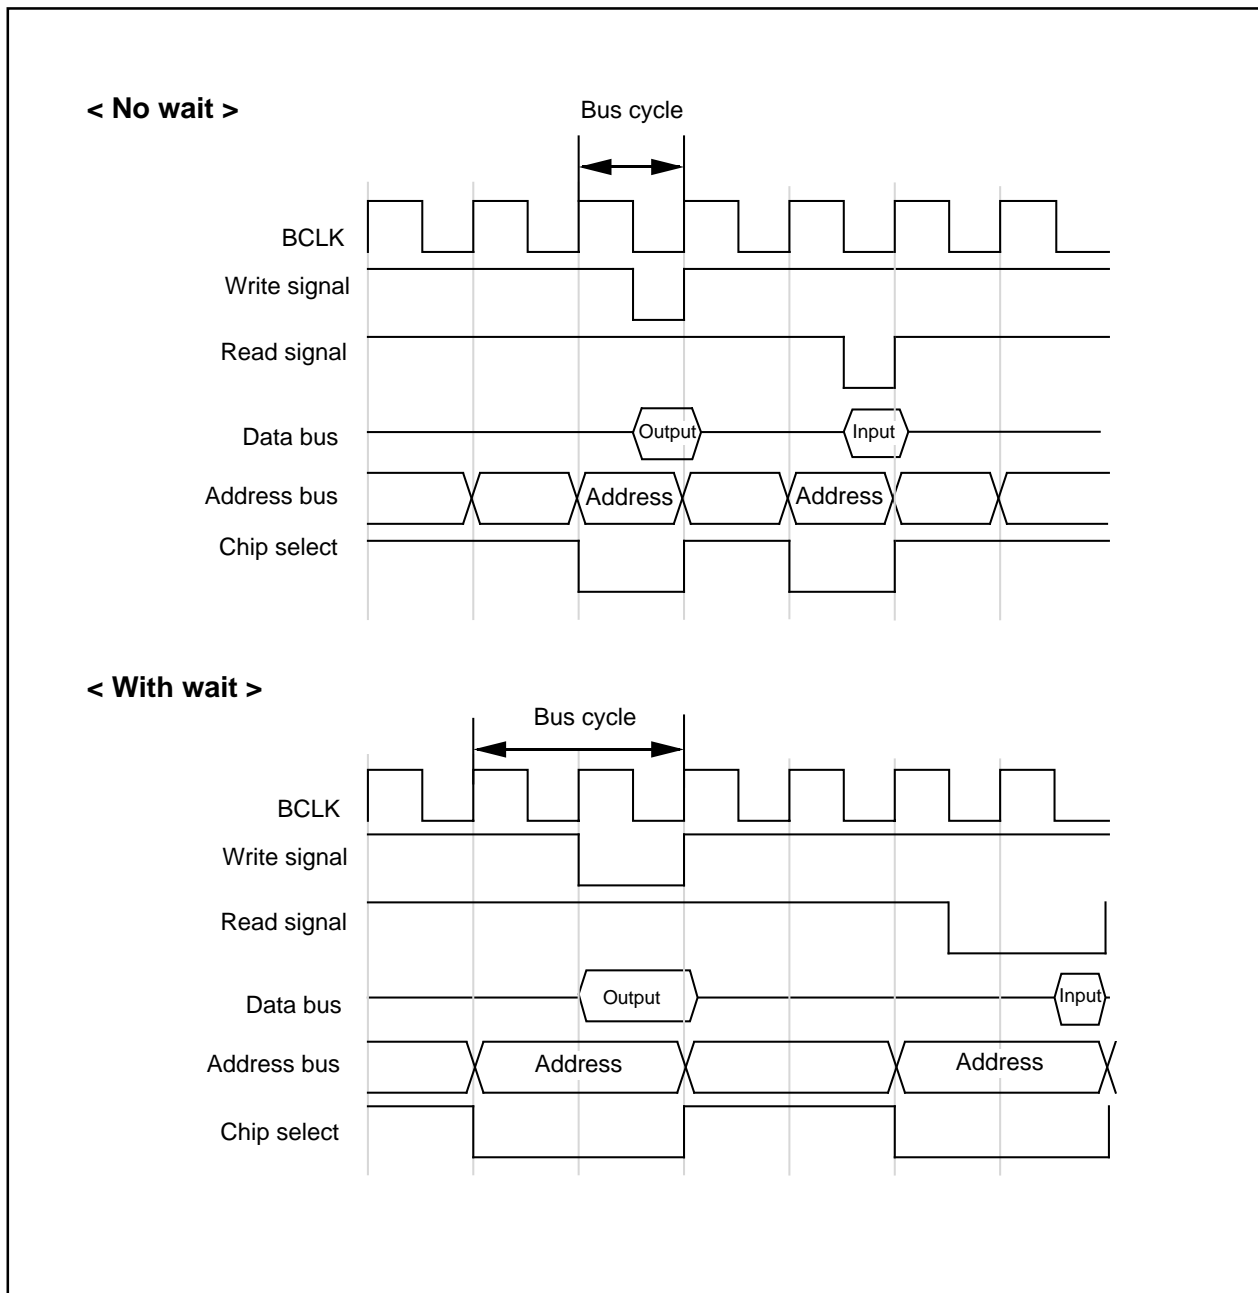 < No wait >
Bus cycle
BCLK
Write signal
Read signal
Data bus
Output
Input
Address bus
Address
Address
Chip select
< With wait >
Bus cycle
BCLK
Write signal
Read signal
Data bus
Output
Input
Address bus
Address
Address
Chip select